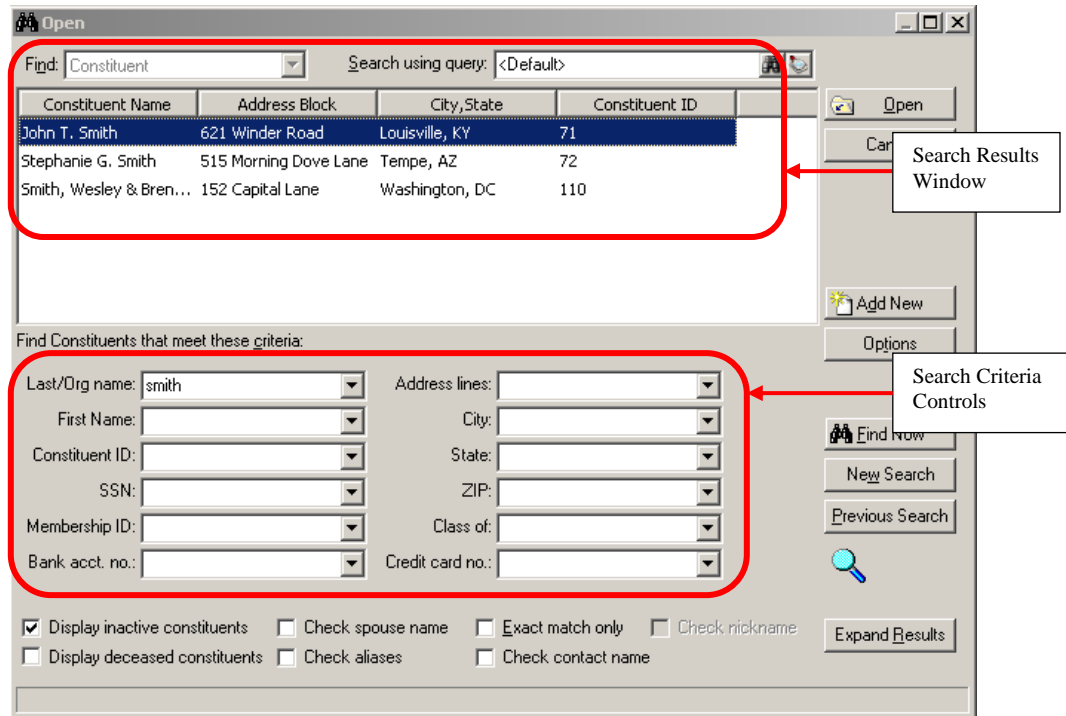 Open
Find: Constituent Search using query: <Default>
Constituent Name Address Block City,State Constituent ID
John T. Smith 621 Winder Road Louisville, KY 71
Stephanie G. Smith 515 Morning Dove Lane Tempe, AZ 72
Smith, Wesley & Bren... 152 Capital Lane Washington, DC 110
Open
Search Results
Window
Add New
Options
Find Constituents that meet these criteria:
Last/Org name: smith Address lines:
First Name: City:
Constituent ID: State:
SSN: ZIP:
Membership ID: Class of:
Bank acct. no.: Credit card no.:
Search Criteria
Controls
Find Now
New Search
Previous Search
Display inactive constituents Check spouse name Exact match only Check nickname
Display deceased constituents Check aliases Check contact name
Expand Results